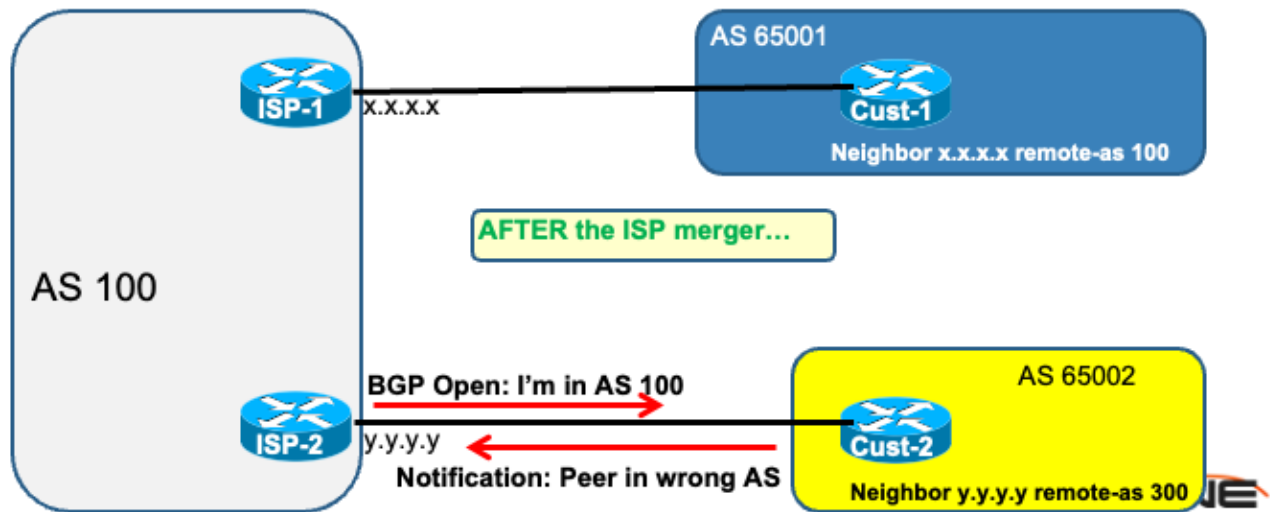 AS 65001
ISP-1
x.x.x.x
Cust-1
Neighbor x.x.x.x remote-as 100
AFTER the ISP merger...
AS 100
BGP Open: I'm in AS 100
AS 65002
ISP-2
y.y.y.y
Cust-2
Notification: Peer in wrong AS
Neighbor y.y.y.y remote-as 300